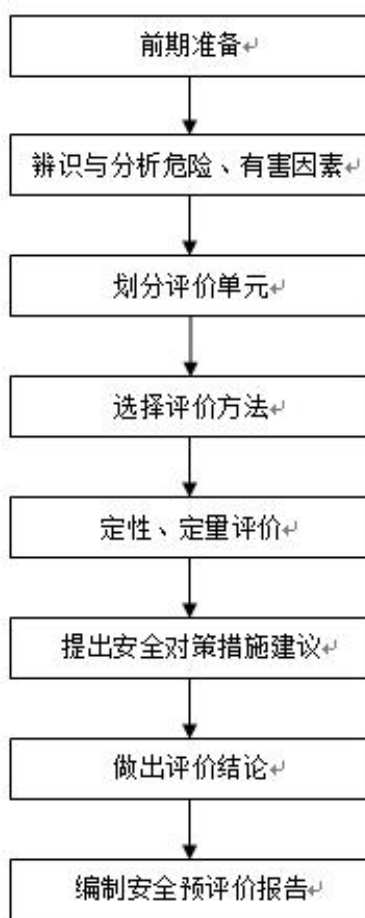 前期准备
辨识与分析危险、有害因素
划分评价单元
选择评价方法
定性、定量评价
提出安全对策措施建议
做出评价结论
编制安全预评价报告